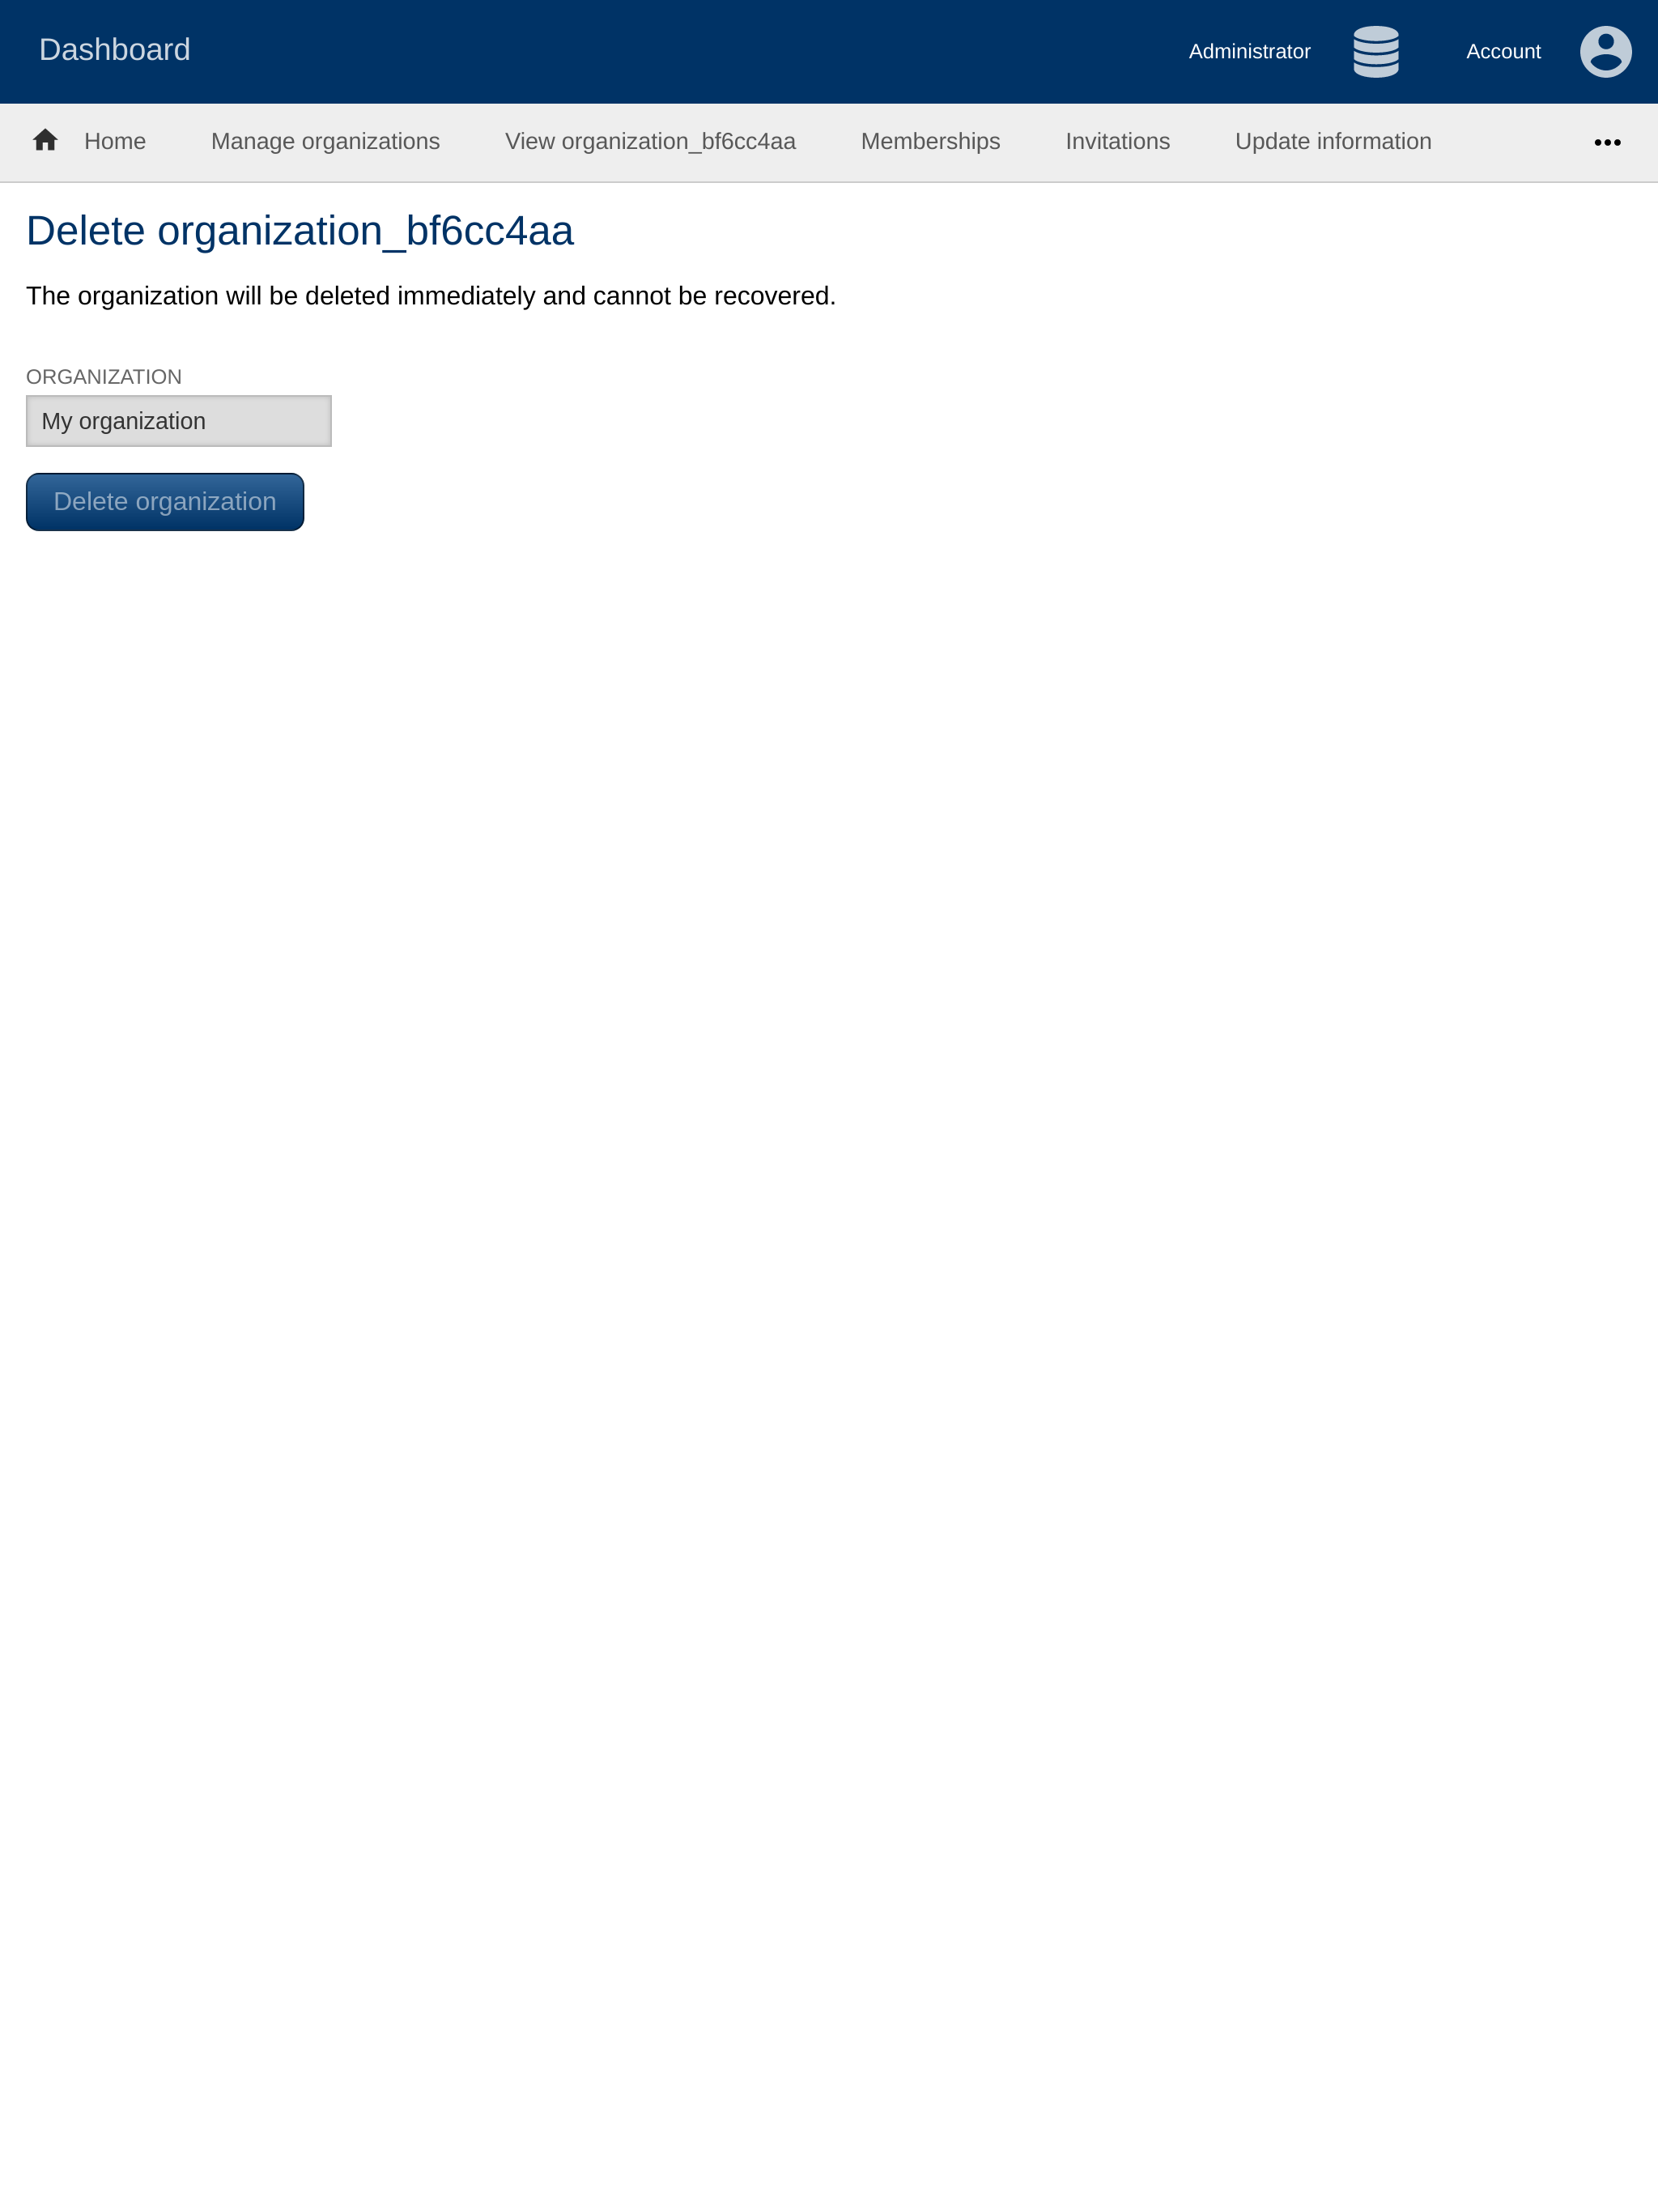 Dashboard
Administrator
Account
Home
Manage organizations
View organization_bf6cc4aa
Memberships
Invitations
Update information
Delete organization_bf6cc4aa
The organization will be deleted immediately and cannot be recovered.
ORGANIZATION
My organization
Delete organization